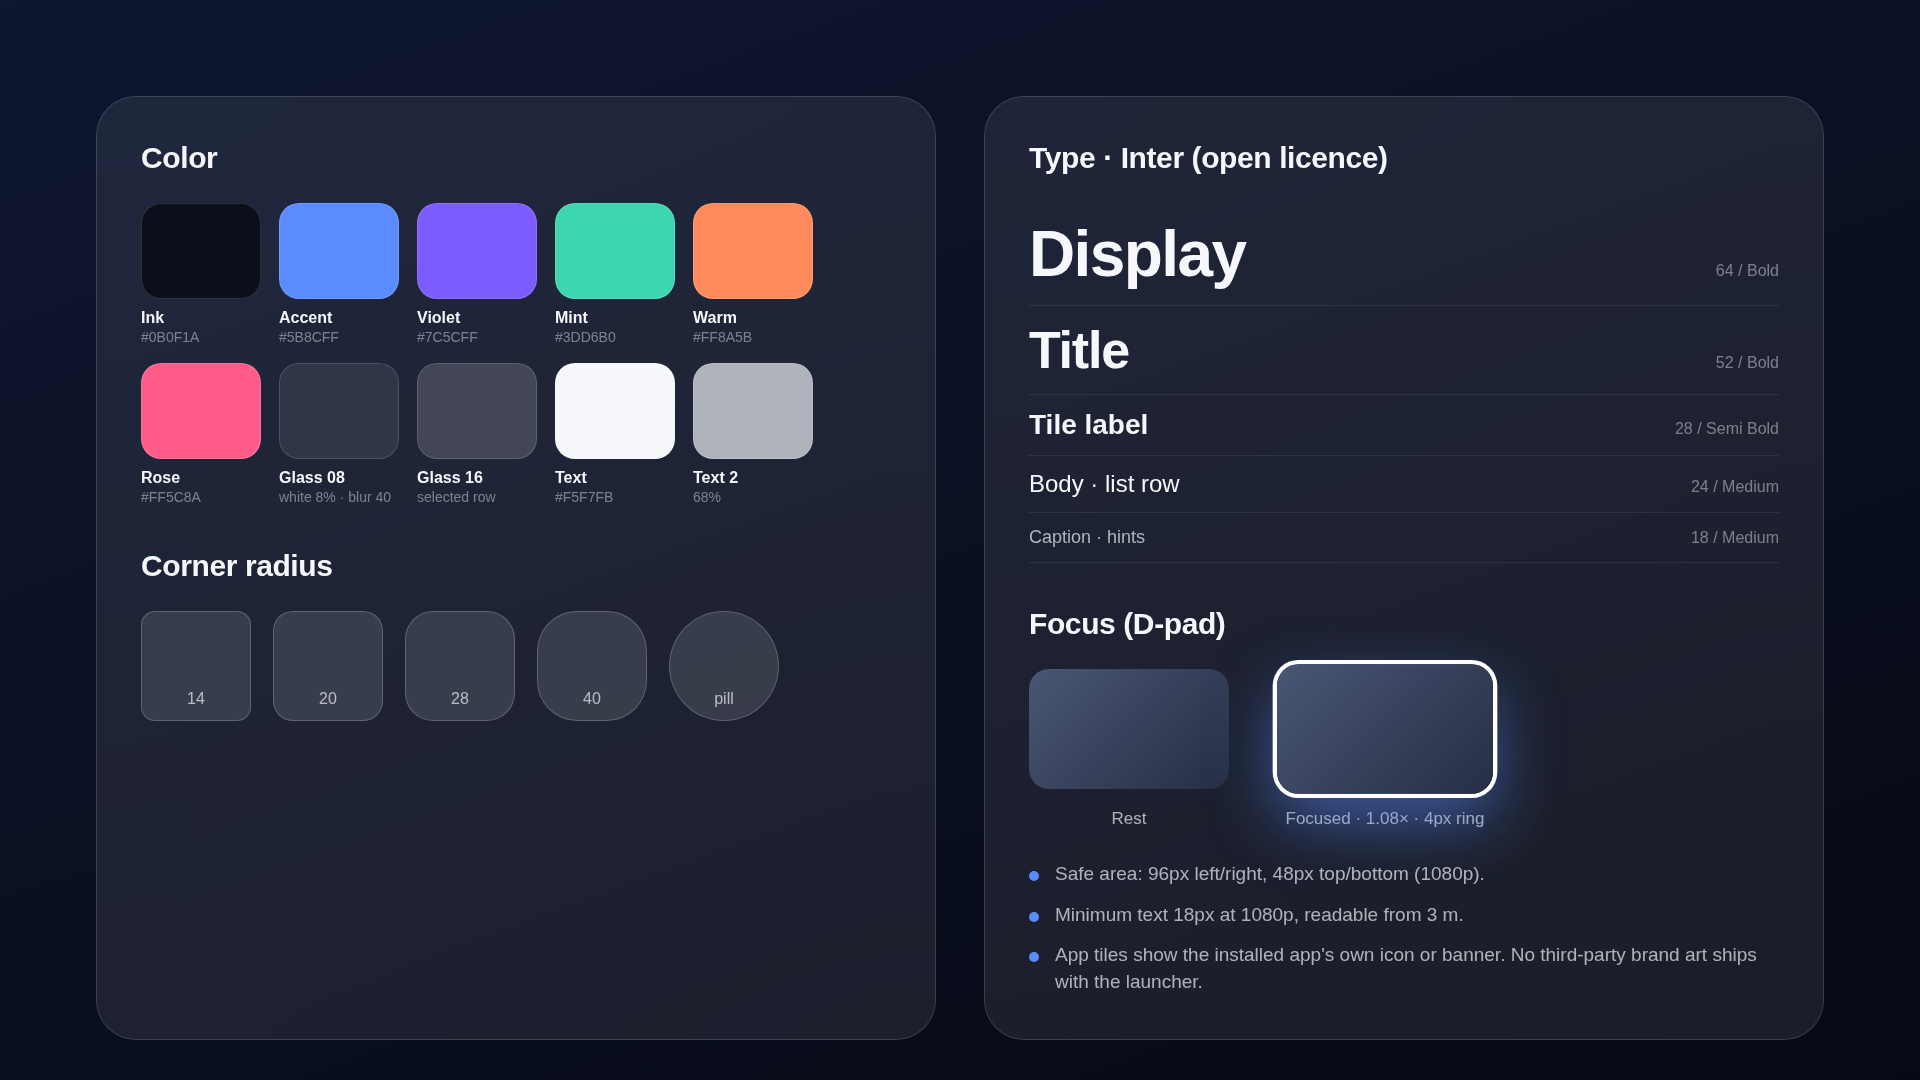 Color
Ink
#0B0F1A
Accent
#5B8CFF
Violet
#7C5CFF
Mint
#3DD6B0
Warm
#FF8A5B
Rose
#FF5C8A
Glass 08
white 8% · blur 40
Glass 16
selected row
Text
#F5F7FB
Text 2
68%
Corner radius
14
20
28
40
pill
Type · Inter (open licence)
Display
64 / Bold
Title
52 / Bold
Tile label
28 / Semi Bold
Body · list row
24 / Medium
Caption · hints
18 / Medium
Focus (D-pad)
Rest
Focused · 1.08× · 4px ring
Safe area: 96px left/right, 48px top/bottom (1080p).
Minimum text 18px at 1080p, readable from 3 m.
App tiles show the installed app's own icon or banner. No third-party brand art ships
with the launcher.